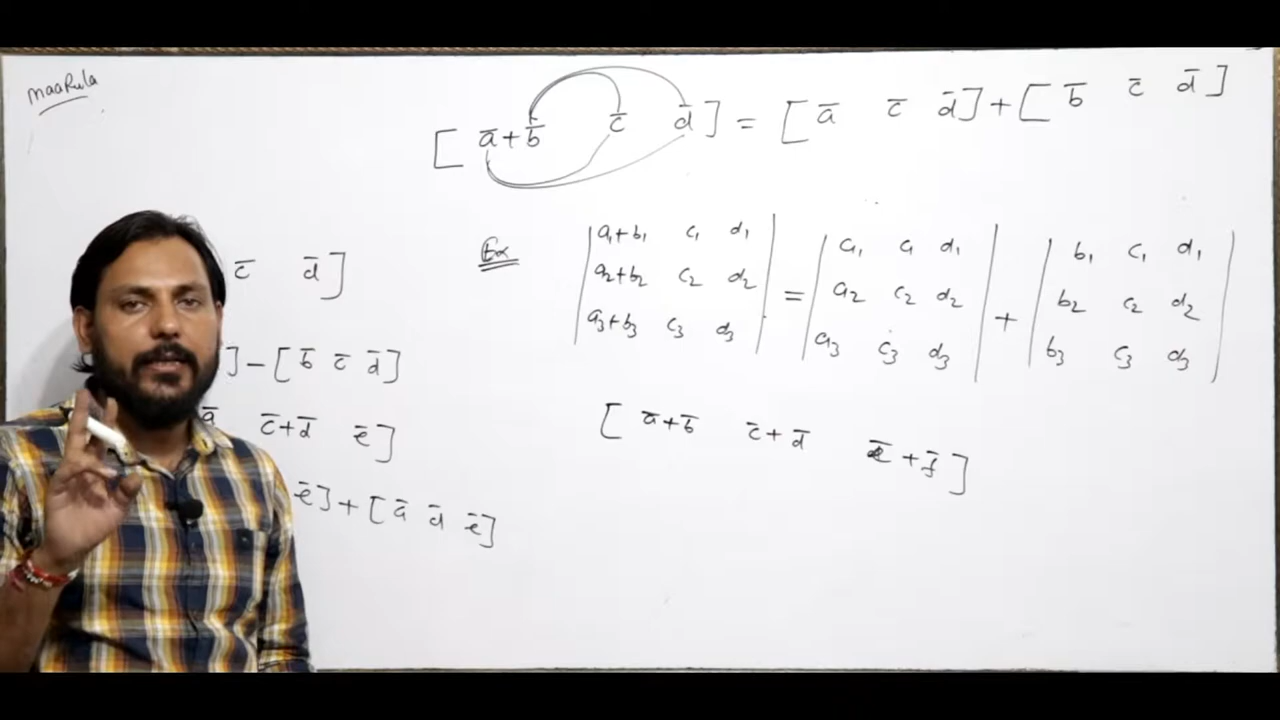 maaRula
[ā+b̄ c̄ d̄] = [ā c̄ d̄] + [b̄ c̄ d̄]
c̄ d̄]
] - [b̄ c̄ d̄]
ā c̄+d̄ ē]
ē] + [ā d̄ ē]
Ex
|a₁+b₁ c₁ d₁| = |a₁ c₁ d₁| + |b₁ c₁ d₁|
|a₂+b₂ c₂ d₂| |a₂ c₂ d₂| |b₂ c₂ d₂|
|a₃+b₃ c₃ d₃| |a₃ c₃ d₃| |b₃ c₃ d₃|
[ā+b̄ c̄+d̄ ē+f̄]